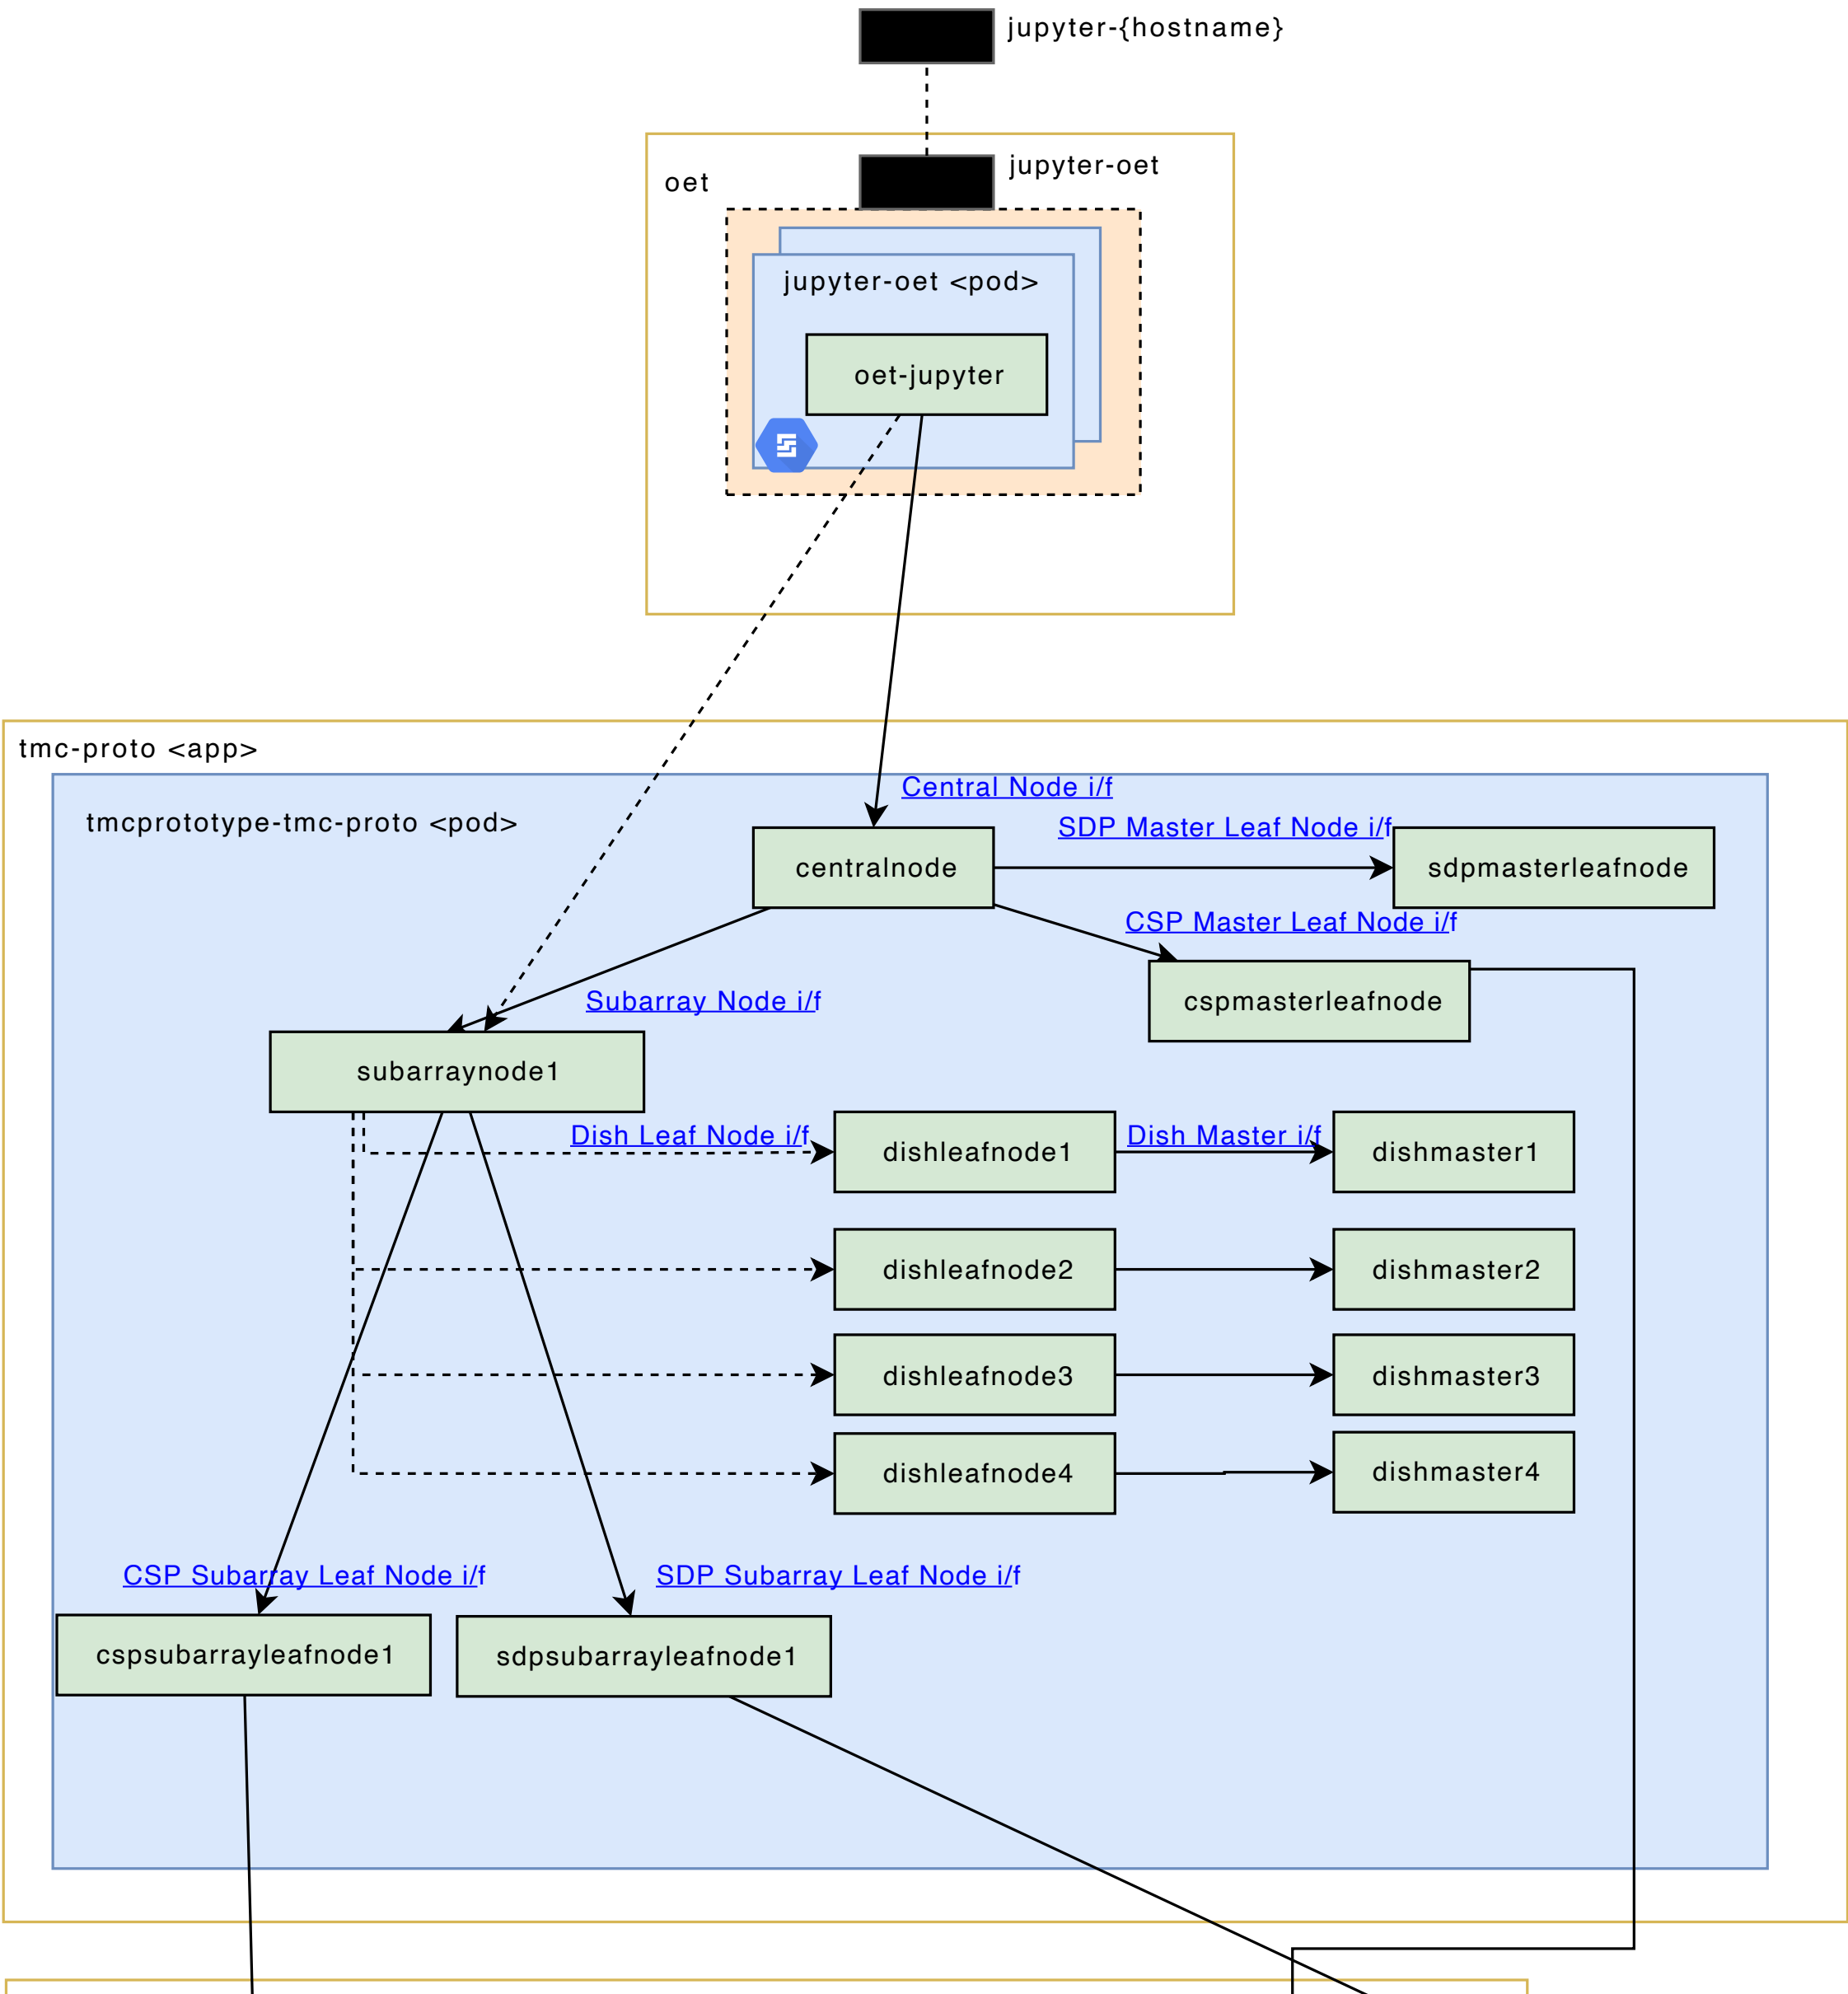 jupyter-{hostname}
jupyter-oet
oet
jupyter-oet <pod>
oet-jupyter
tmc-proto <app>
Central Node i/f
tmcprototype-tmc-proto <pod>
SDP Master Leaf Node i/f
centralnode
sdpmasterleafnode
CSP Master Leaf Node i/f
Subarray Node i/f
cspmasterleafnode
subarraynode1
Dish Leaf Node i/f
Dish Master i/f
dishleafnode1
dishmaster1
dishleafnode2
dishmaster2
dishleafnode3
dishmaster3
dishleafnode4
dishmaster4
CSP Subarray Leaf Node i/f
SDP Subarray Leaf Node i/f
cspsubarrayleafnode1
sdpsubarrayleafnode1